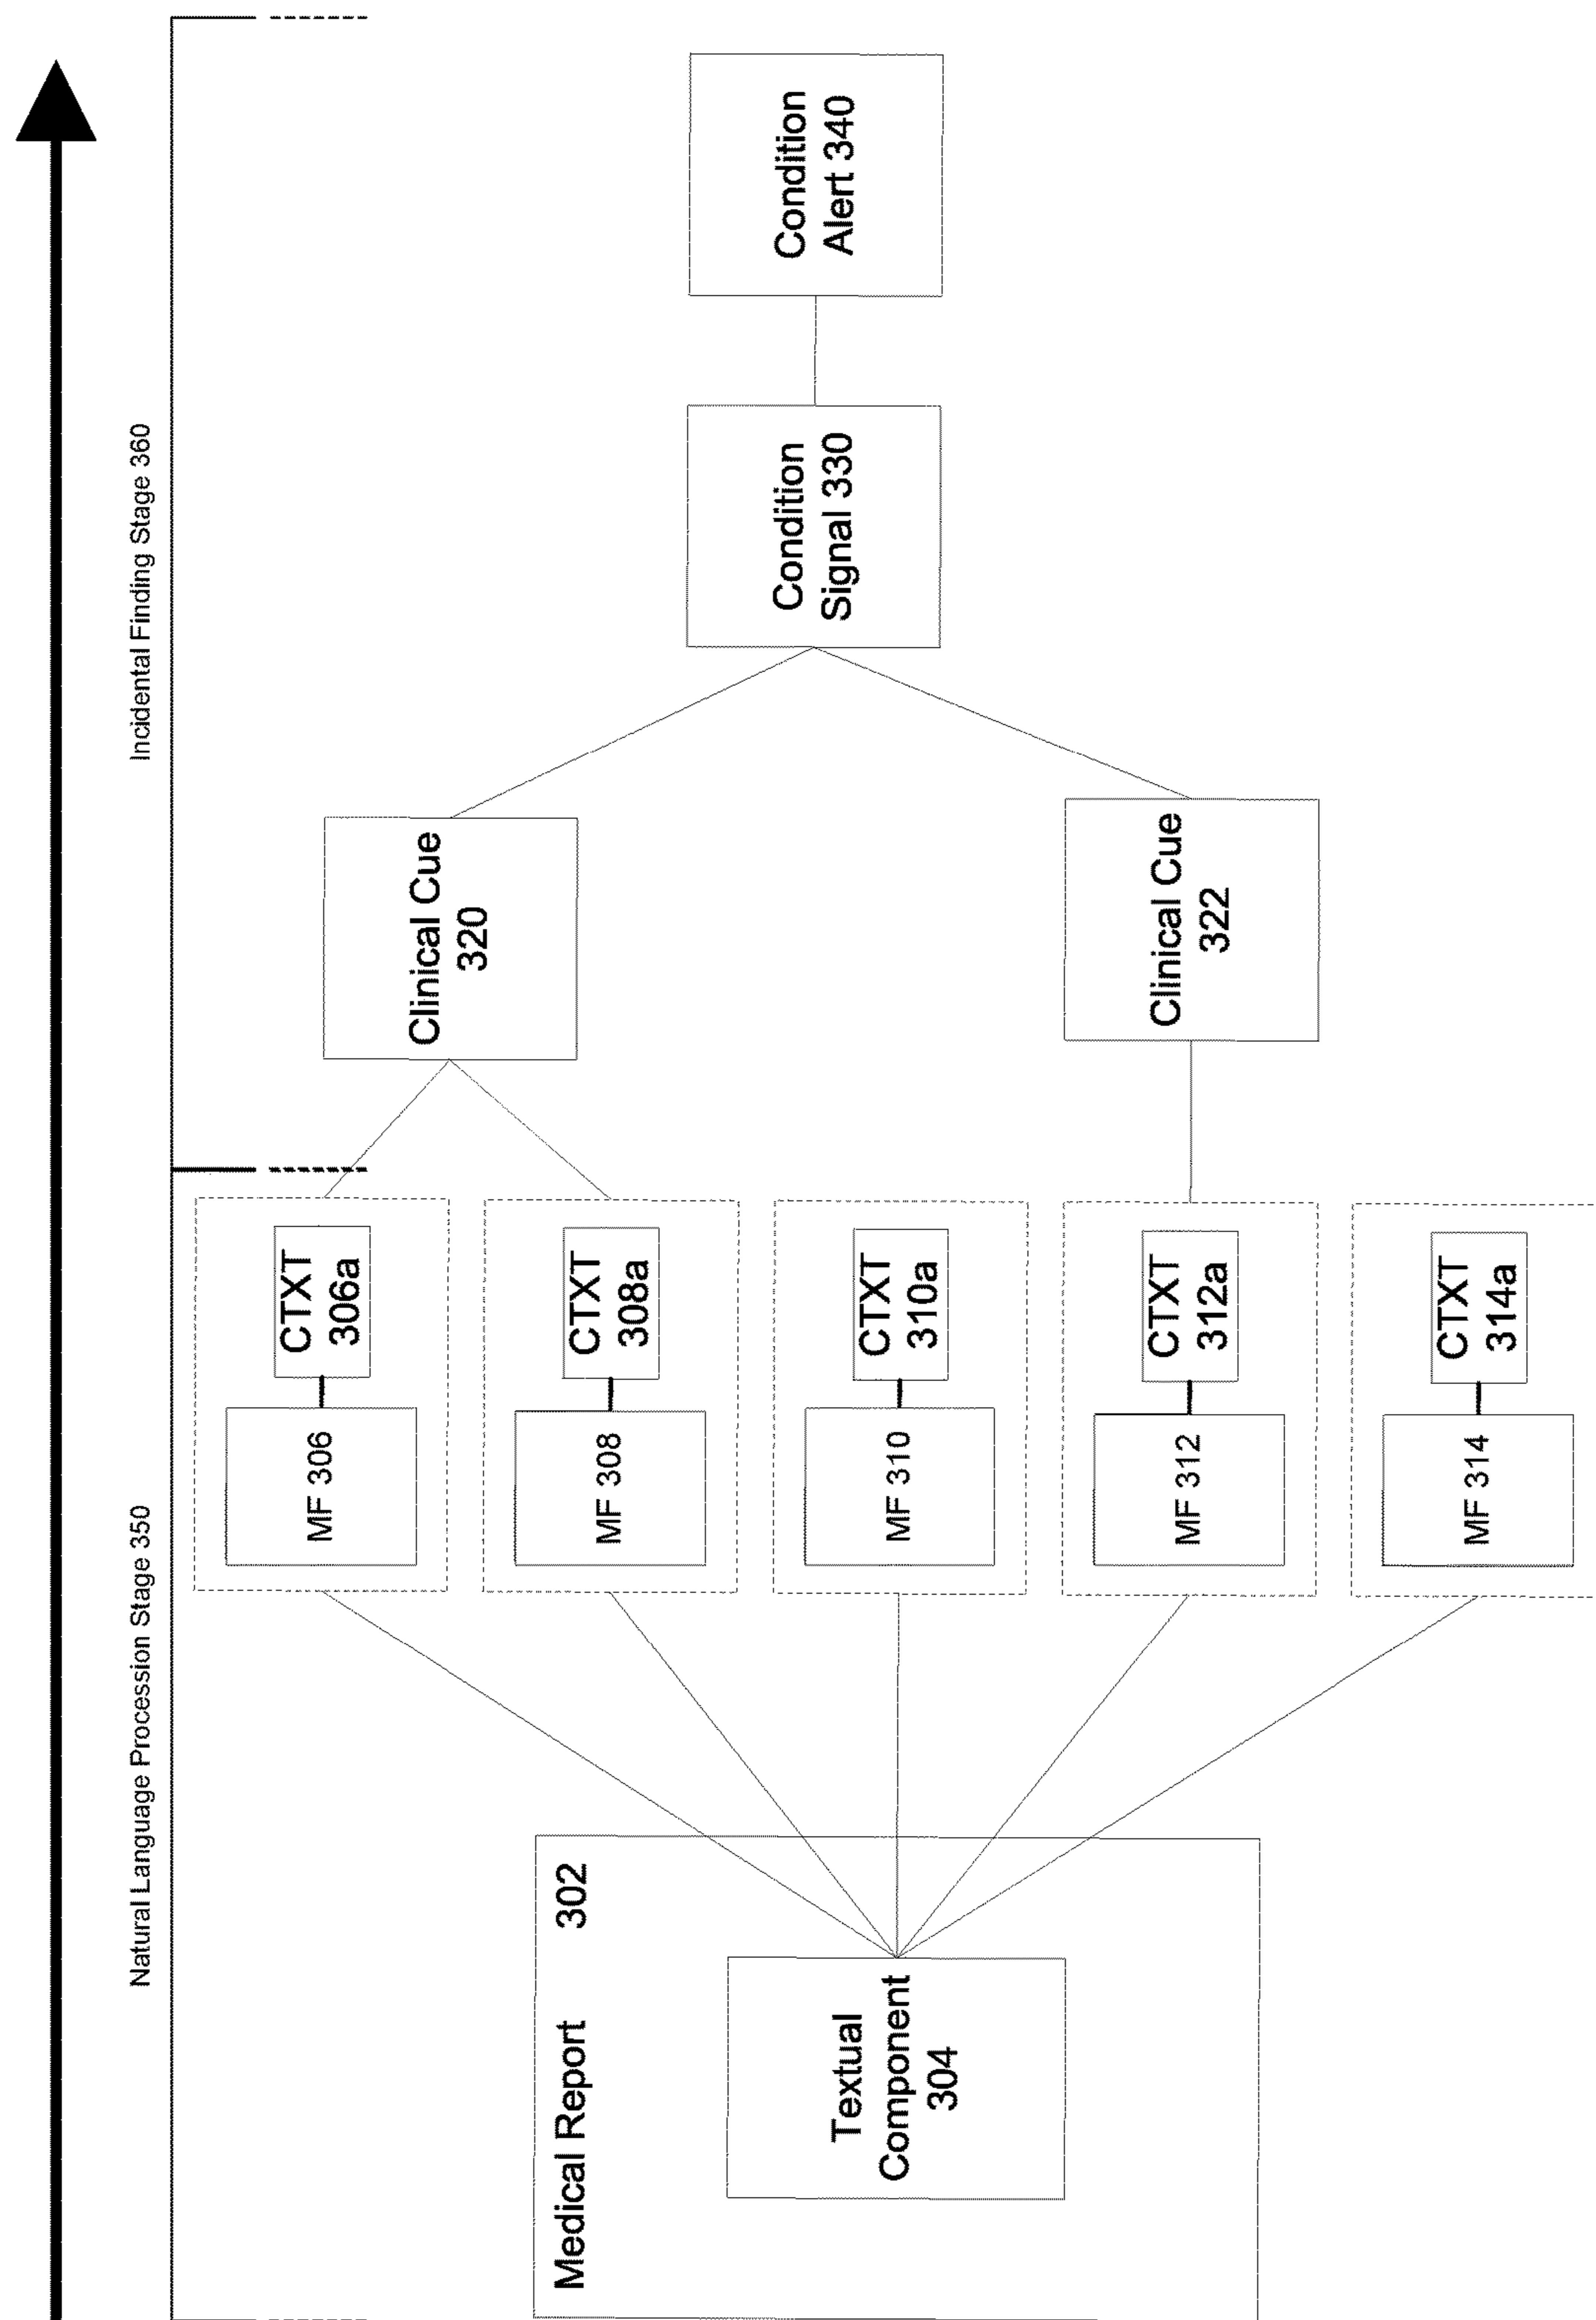 Natural Language Procession Stage 350
Incidental Finding Stage 360
Medical Report 302
Textual
Component
304
MF 306
CTXT
306a
MF 308
CTXT
308a
MF 310
CTXT
310a
MF 312
CTXT
312a
MF 314
CTXT
314a
Clinical Cue
320
Clinical Cue
322
Condition
Signal 330
Condition
Alert 340